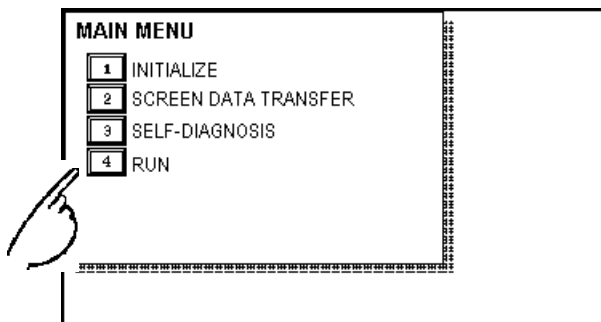 MAIN MENU
1 INITIALIZE
2 SCREEN DATA TRANSFER
3 SELF-DIAGNOSIS
4 RUN